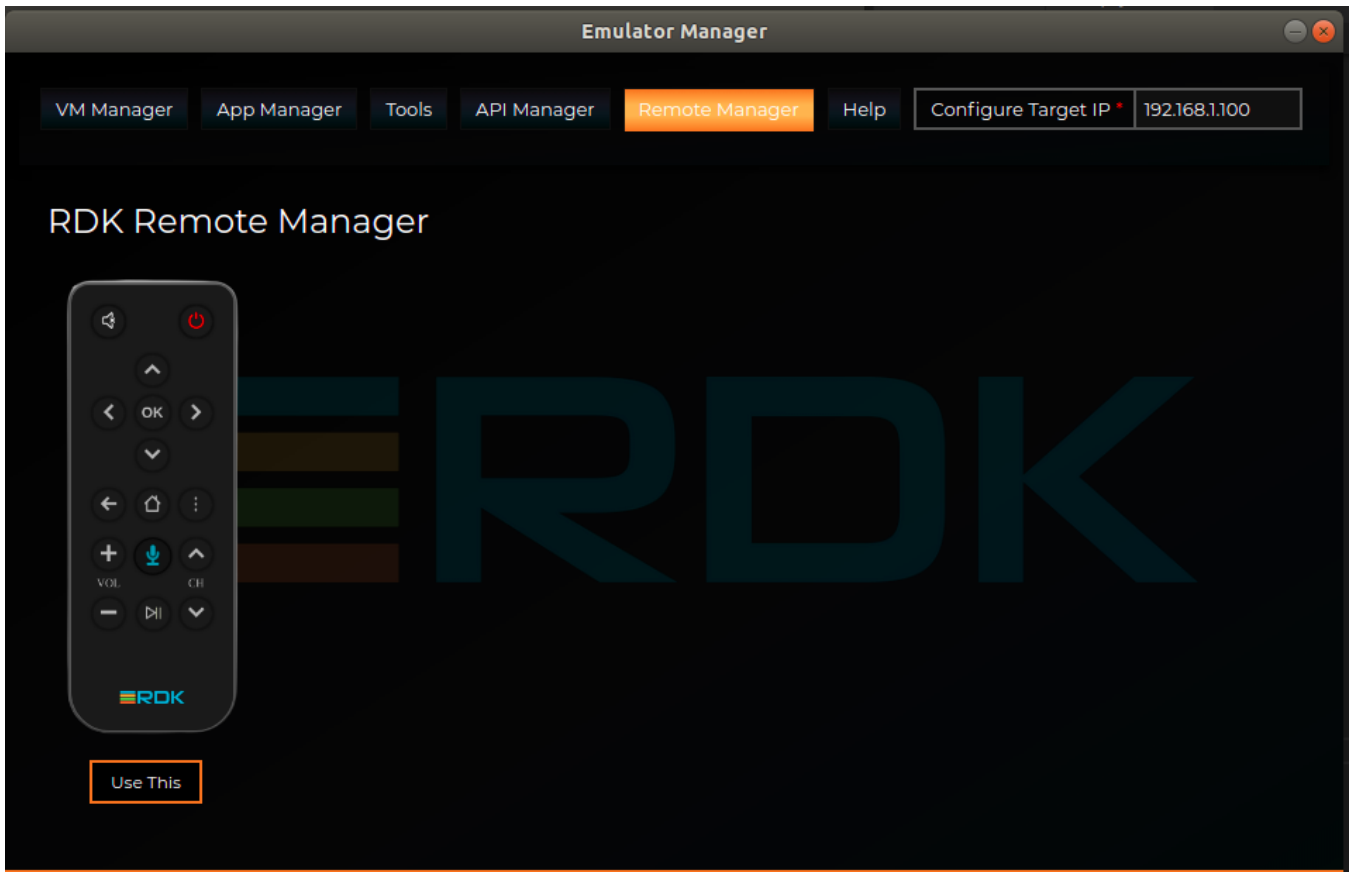 Emulator Manager
VM Manager App Manager Tools API Manager Remote Manager Help Configure Target IP * 192.168.1.100
RDK Remote Manager
OK
VOL CH
RDK
Use This
RDK